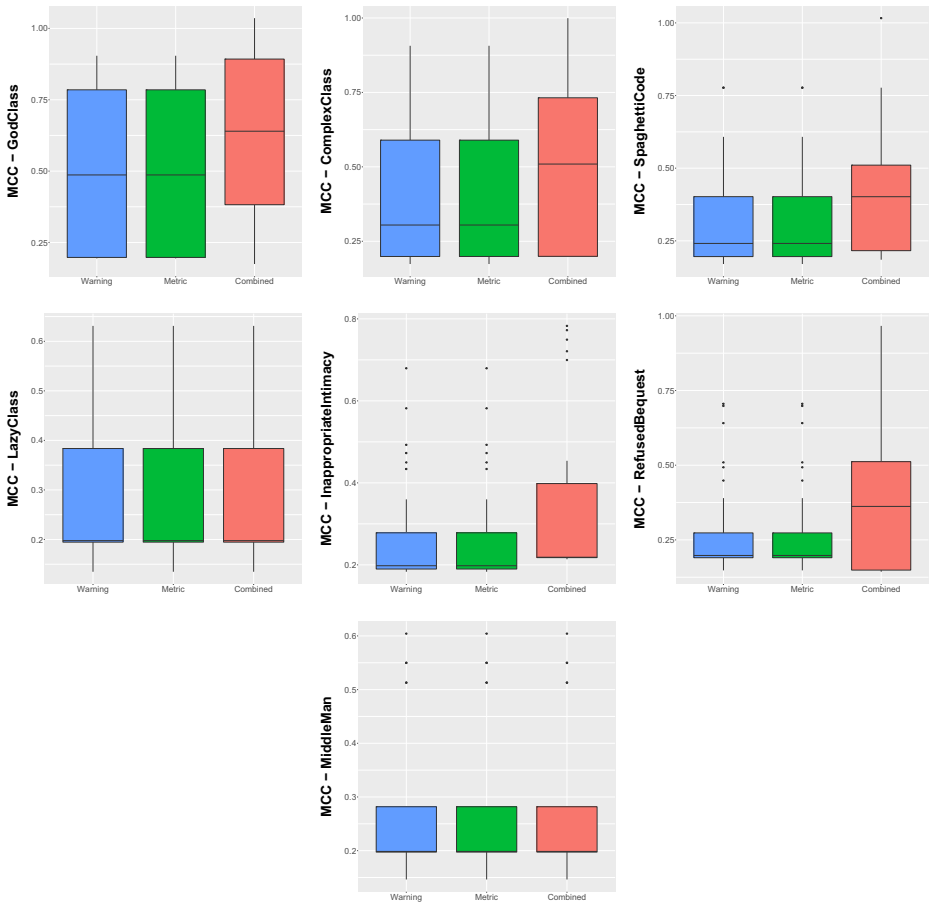 MCC − GodClass
1.00
0.75
0.50
0.25
Warning Metric Combined
MCC − ComplexClass
1.00
0.75
0.50
0.25
Warning Metric Combined
MCC − SpaghettiCode
1.00
0.75
0.50
0.25
Warning Metric Combined
MCC − LazyClass
0.6
0.5
0.4
0.3
0.2
Warning Metric Combined
MCC − InappropriateIntimacy
0.8
0.6
0.4
0.2
Warning Metric Combined
MCC − RefusedBequest
1.00
0.75
0.50
0.25
Warning Metric Combined
MCC − MiddleMan
0.6
0.5
0.4
0.3
0.2
Warning Metric Combined